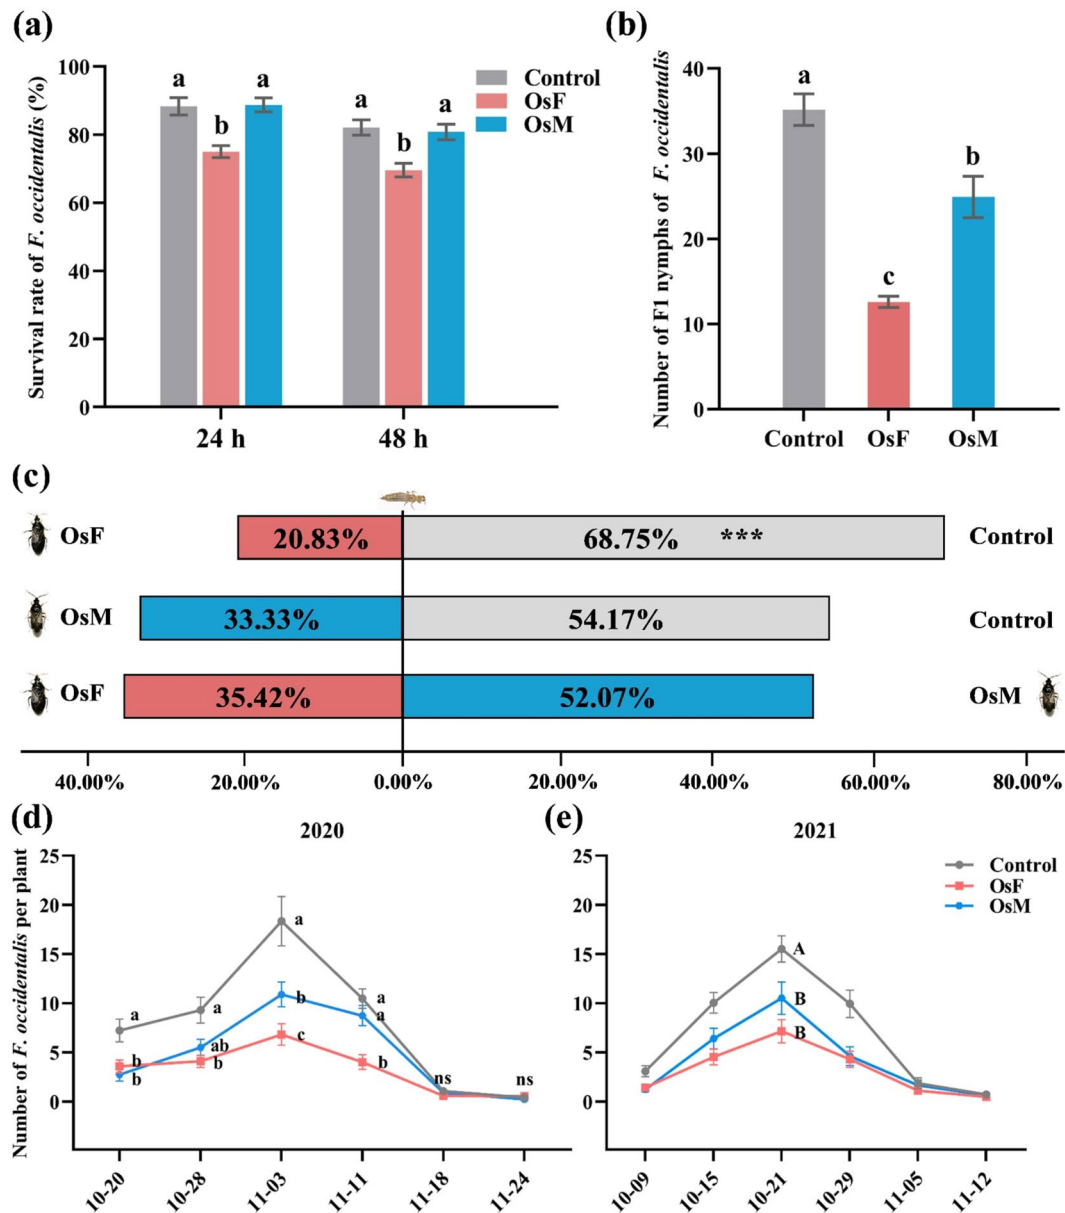 (a)
Survival rate of F. occidentalis (%)
100
80
60
40
20
0
a
b
a
a
b
a
24 h
48 h
Control
OsF
OsM
(b)
Number of F1 nymphs of F. occidentalis
40
30
20
10
0
a
c
b
Control OsF OsM
(c)
OsF 20.83% 68.75% *** Control
OsM 33.33% 54.17% Control
OsF 35.42% 52.07% OsM
40.00% 20.00% 0.00% 20.00% 40.00% 60.00% 80.00%
(d)
2020
Number of F. occidentalis per plant
25
20
15
10
5
0
a
b
b
a
ab
b
a
b
c
a
a
b
ns
ns
10-20 10-28 11-03 11-11 11-18 11-24
(e)
2021
25
20
15
10
5
0
A
B
B
Control
OsF
OsM
10-09 10-15 10-21 10-29 11-05 11-12